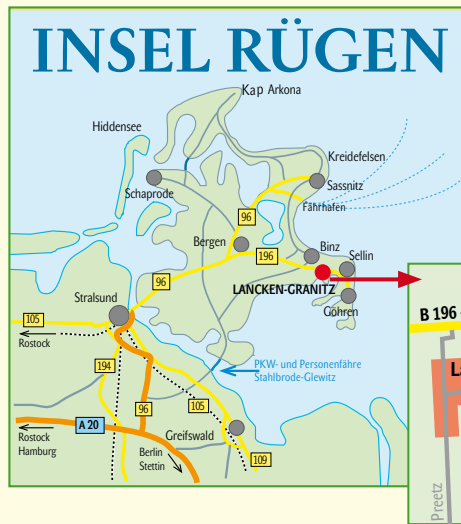 INSEL RÜGEN
Kap Arkona
Hiddensee
Kreidefelsen
Sassnitz
Schaprode
Fährhafen
96
Bergen
196
Binz
Sellin
96
LANCKEN-GRANITZ
Stralsund
Göhren
105
B 196
Rostock
PKW- und Personenfähre
Stahlbrode-Glewitz
194
96
105
A 20
Greifswald
Rostock
Hamburg
Berlin
Stettin
109
Preetz